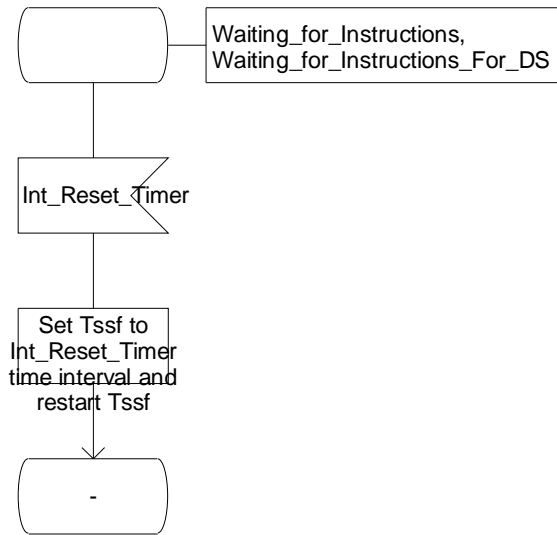 Waiting_for_Instructions,
Waiting_for_Instructions_For_DS
Int_Reset_Timer
Set Tssf to
Int_Reset_Timer
time interval and
restart Tssf
-